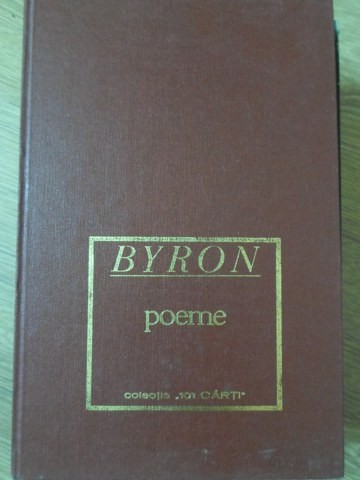 BYRON
poeme
colecția „101 CĂRȚI"